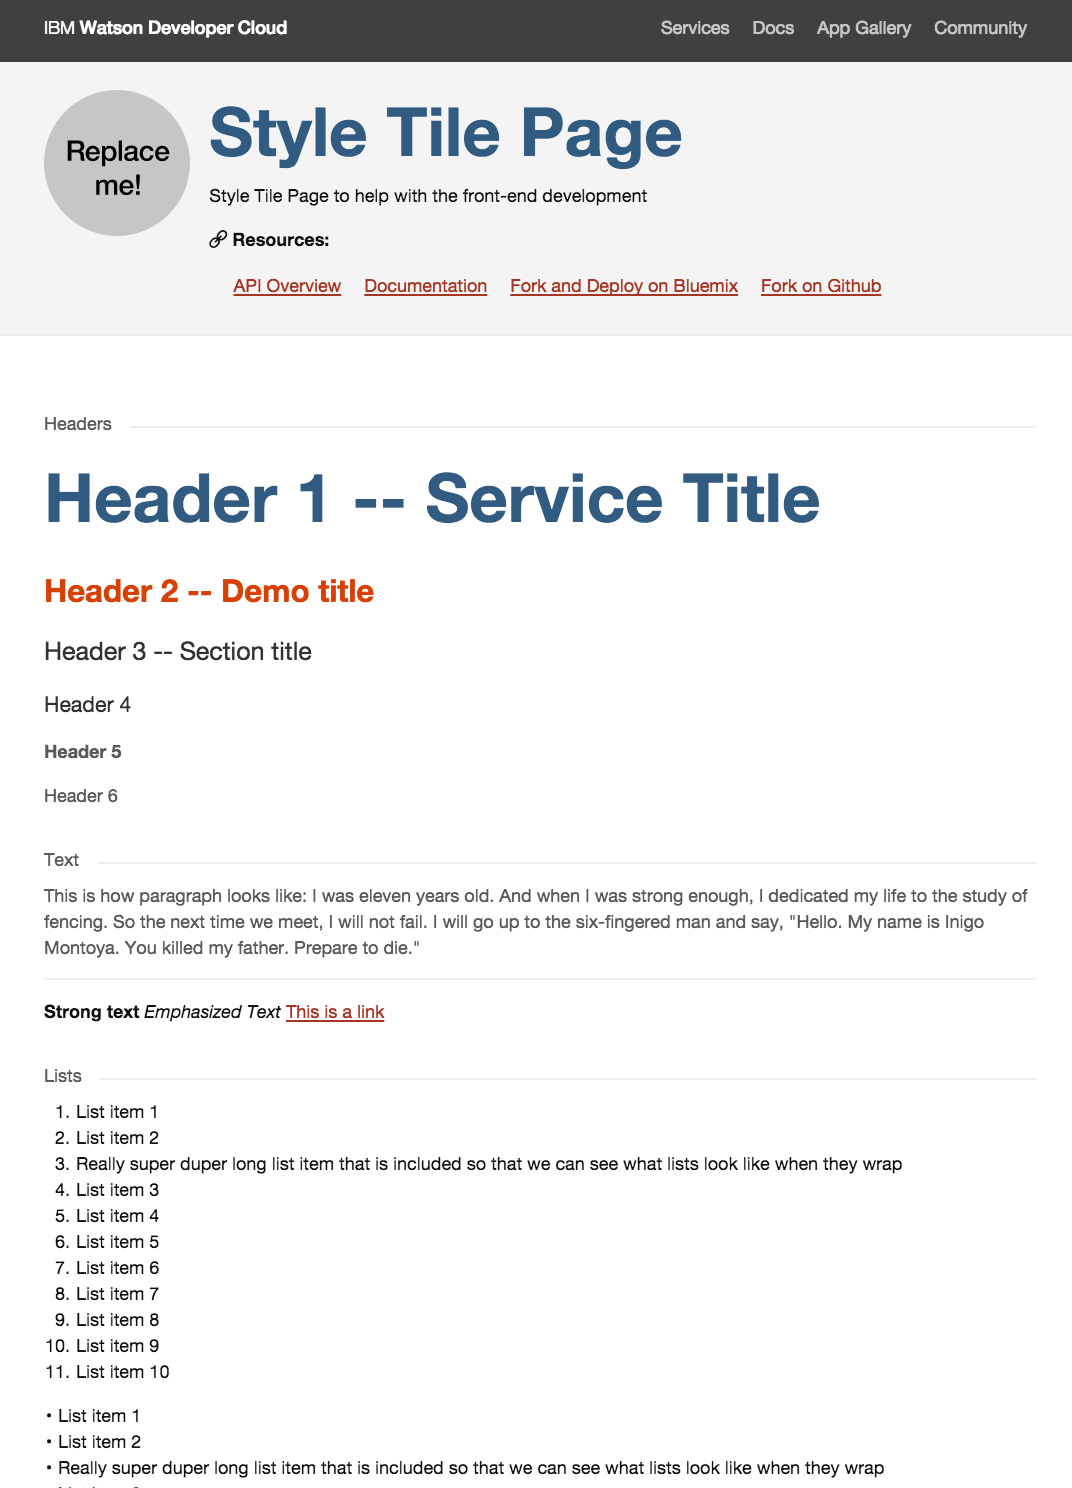 IBM Watson Developer Cloud Services Docs App Gallery Community
Replace
me!
Style Tile Page
Style Tile Page to help with the front-end development
Resources:
API Overview Documentation Fork and Deploy on Bluemix Fork on Github
Headers
Header 1 -- Service Title
Header 2 -- Demo title
Header 3 -- Section title
Header 4
Header 5
Header 6
Text
This is how paragraph looks like: I was eleven years old. And when I was strong enough, I dedicated my life to the study of
fencing. So the next time we meet, I will not fail. I will go up to the six-fingered man and say, "Hello. My name is Inigo
Montoya. You killed my father. Prepare to die."
Strong text Emphasized Text This is a link
Lists
1. List item 1
2. List item 2
3. Really super duper long list item that is included so that we can see what lists look like when they wrap
4. List item 3
5. List item 4
6. List item 5
7. List item 6
8. List item 7
9. List item 8
10. List item 9
11. List item 10
• List item 1
• List item 2
• Really super duper long list item that is included so that we can see what lists look like when they wrap